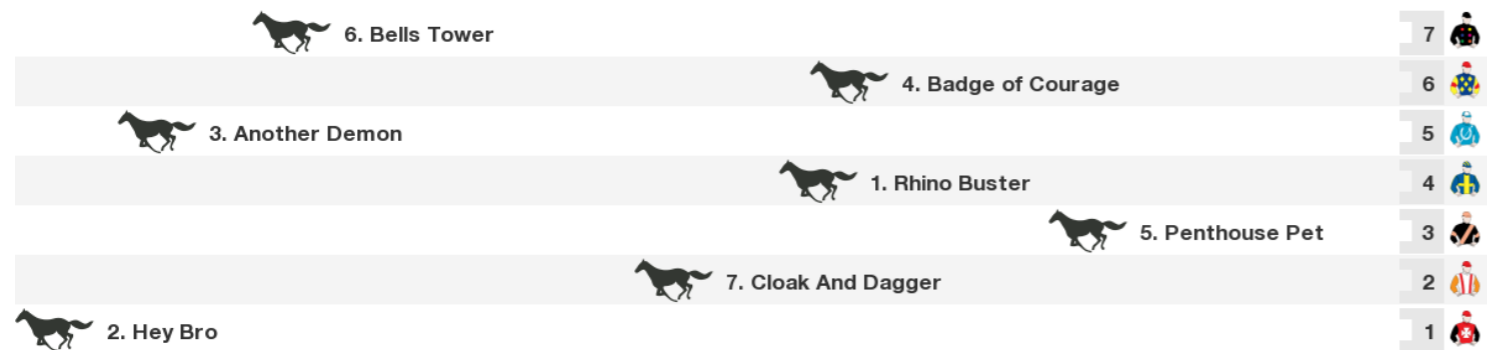 6. Bells Tower 7
4. Badge of Courage 6
3. Another Demon 5
1. Rhino Buster 4
5. Penthouse Pet 3
7. Cloak And Dagger 2
2. Hey Bro 1